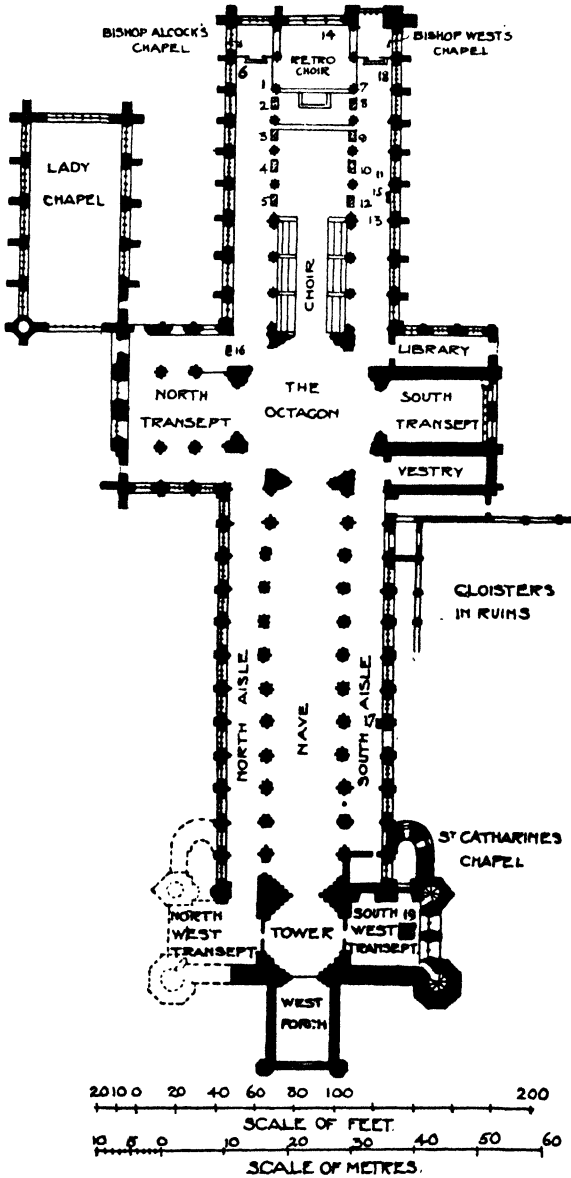 BISHOP ALCOCK'S
CHAPEL
BISHOP WEST'S
CHAPEL
14
RETRO
CHOIR
6
18
1
7
2
8
3
9
4
10
11
15
5
12
13
LADY
CHAPEL
CHOIR
16
LIBRARY
THE
OCTAGON
NORTH
TRANSEPT
SOUTH
TRANSEPT
VESTRY
CLOISTERS
IN RUINS
NORTH AISLE
NAVE
SOUTH AISLE
17
ST CATHARINES
CHAPEL
NORTH
WEST
TRANSEPT
TOWER
SOUTH 19
WEST
TRANSEPT
WEST
PORCH
20 10 0 20 40 60 80 100 200
SCALE OF FEET.
10 5 0 10 20 30 40 50 60
SCALE OF METRES.